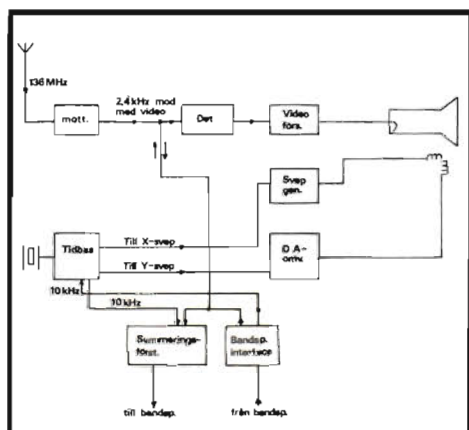 136 MHz
mott.
2,4 kHz mod
med video
Det
Video
förs.
Svep
gen.
Tidbas
Till X-svep
Till Y-svep
D A-
omv.
10 kHz
10 kHz
Summerings-
först.
Bandsp.
interface
till bandsp.
från bandsp.